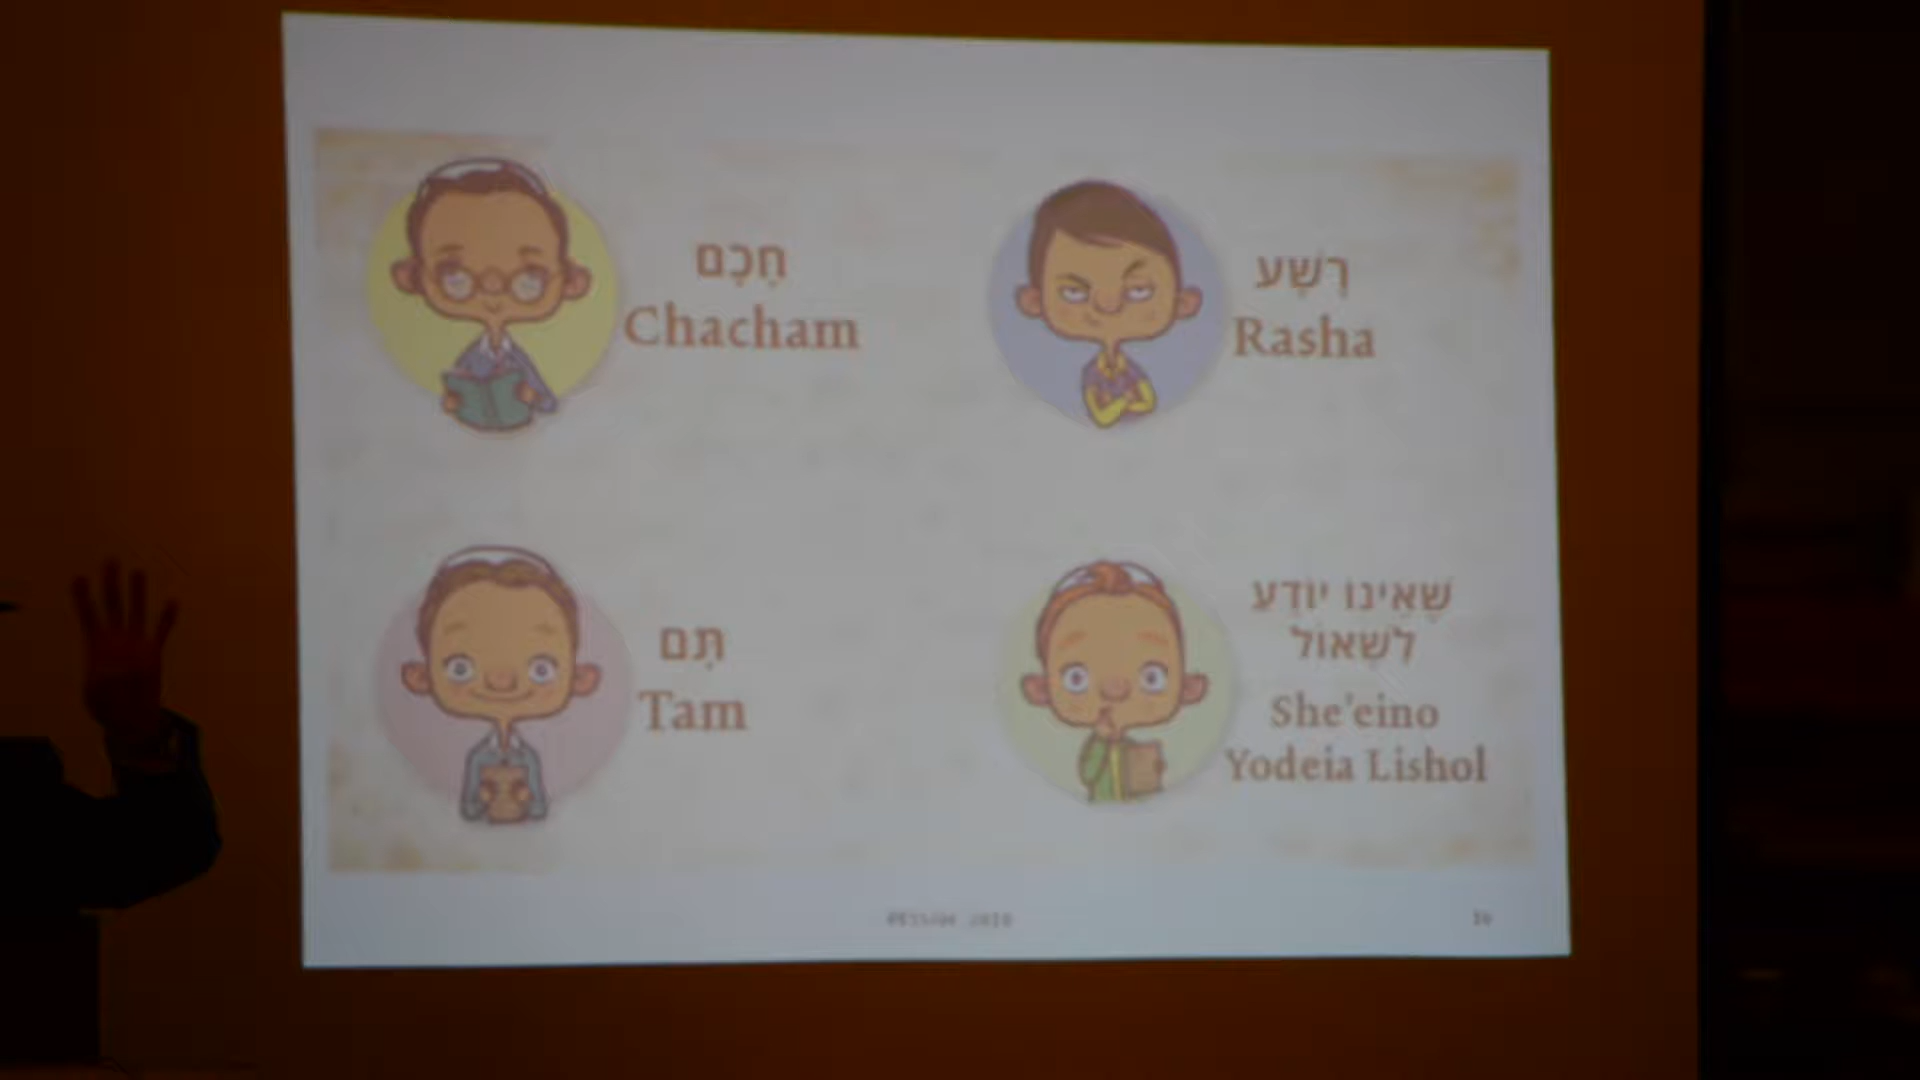 חָכָם
Chacham
רָשָׁע
Rasha
תָּם
Tam
שֶׁאֵינוֹ יוֹדֵעַ
לִשְׁאוֹל
She'eino
Yodeia Lishol